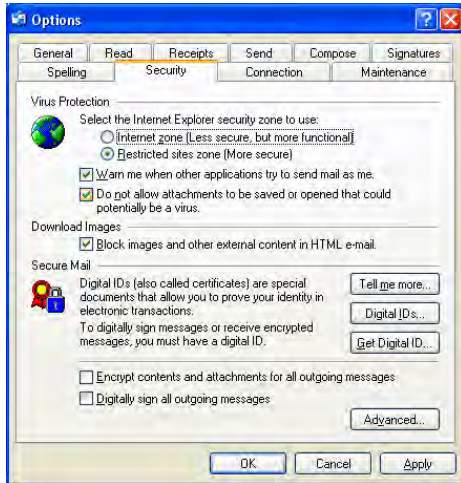 Options
General Read Receipts Send Compose Signatures
Spelling Security Connection Maintenance
Virus Protection
Select the Internet Explorer security zone to use:
Internet zone (Less secure, but more functional)
Restricted sites zone (More secure)
Warn me when other applications try to send mail as me.
Do not allow attachments to be saved or opened that could
potentially be a virus.
Download Images
Block images and other external content in HTML e-mail.
Secure Mail
Digital IDs (also called certificates) are special
documents that allow you to prove your identity in
electronic transactions.
Tell me more...
To digitally sign messages or receive encrypted
messages, you must have a digital ID.
Digital IDs...
Get Digital ID...
Encrypt contents and attachments for all outgoing messages
Digitally sign all outgoing messages
Advanced...
OK Cancel Apply